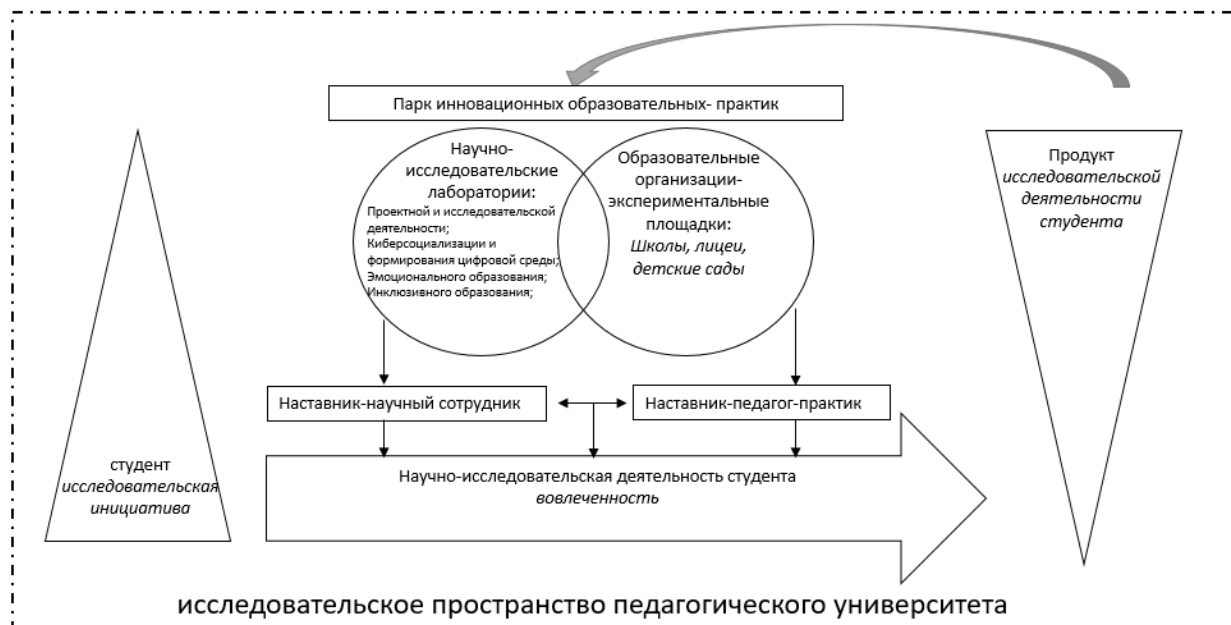 Парк инновационных образовательных- практик
Научно-
исследовательские
лаборатории:
Проектной и исследовательской
деятельности;
Киберсоциализации и
формирования цифровой среды;
Эмоционального образования;
Инклюзивного образования;
Образовательные
организации-
экспериментальные
площадки:
Школы, лицеи,
детские сады
Продукт
исследовательской
деятельности
студента
Наставник-научный сотрудник
Наставник-педагог-практик
студент
исследовательская
инициатива
Научно-исследовательская деятельность студента
вовлеченность
исследовательское пространство педагогического университета